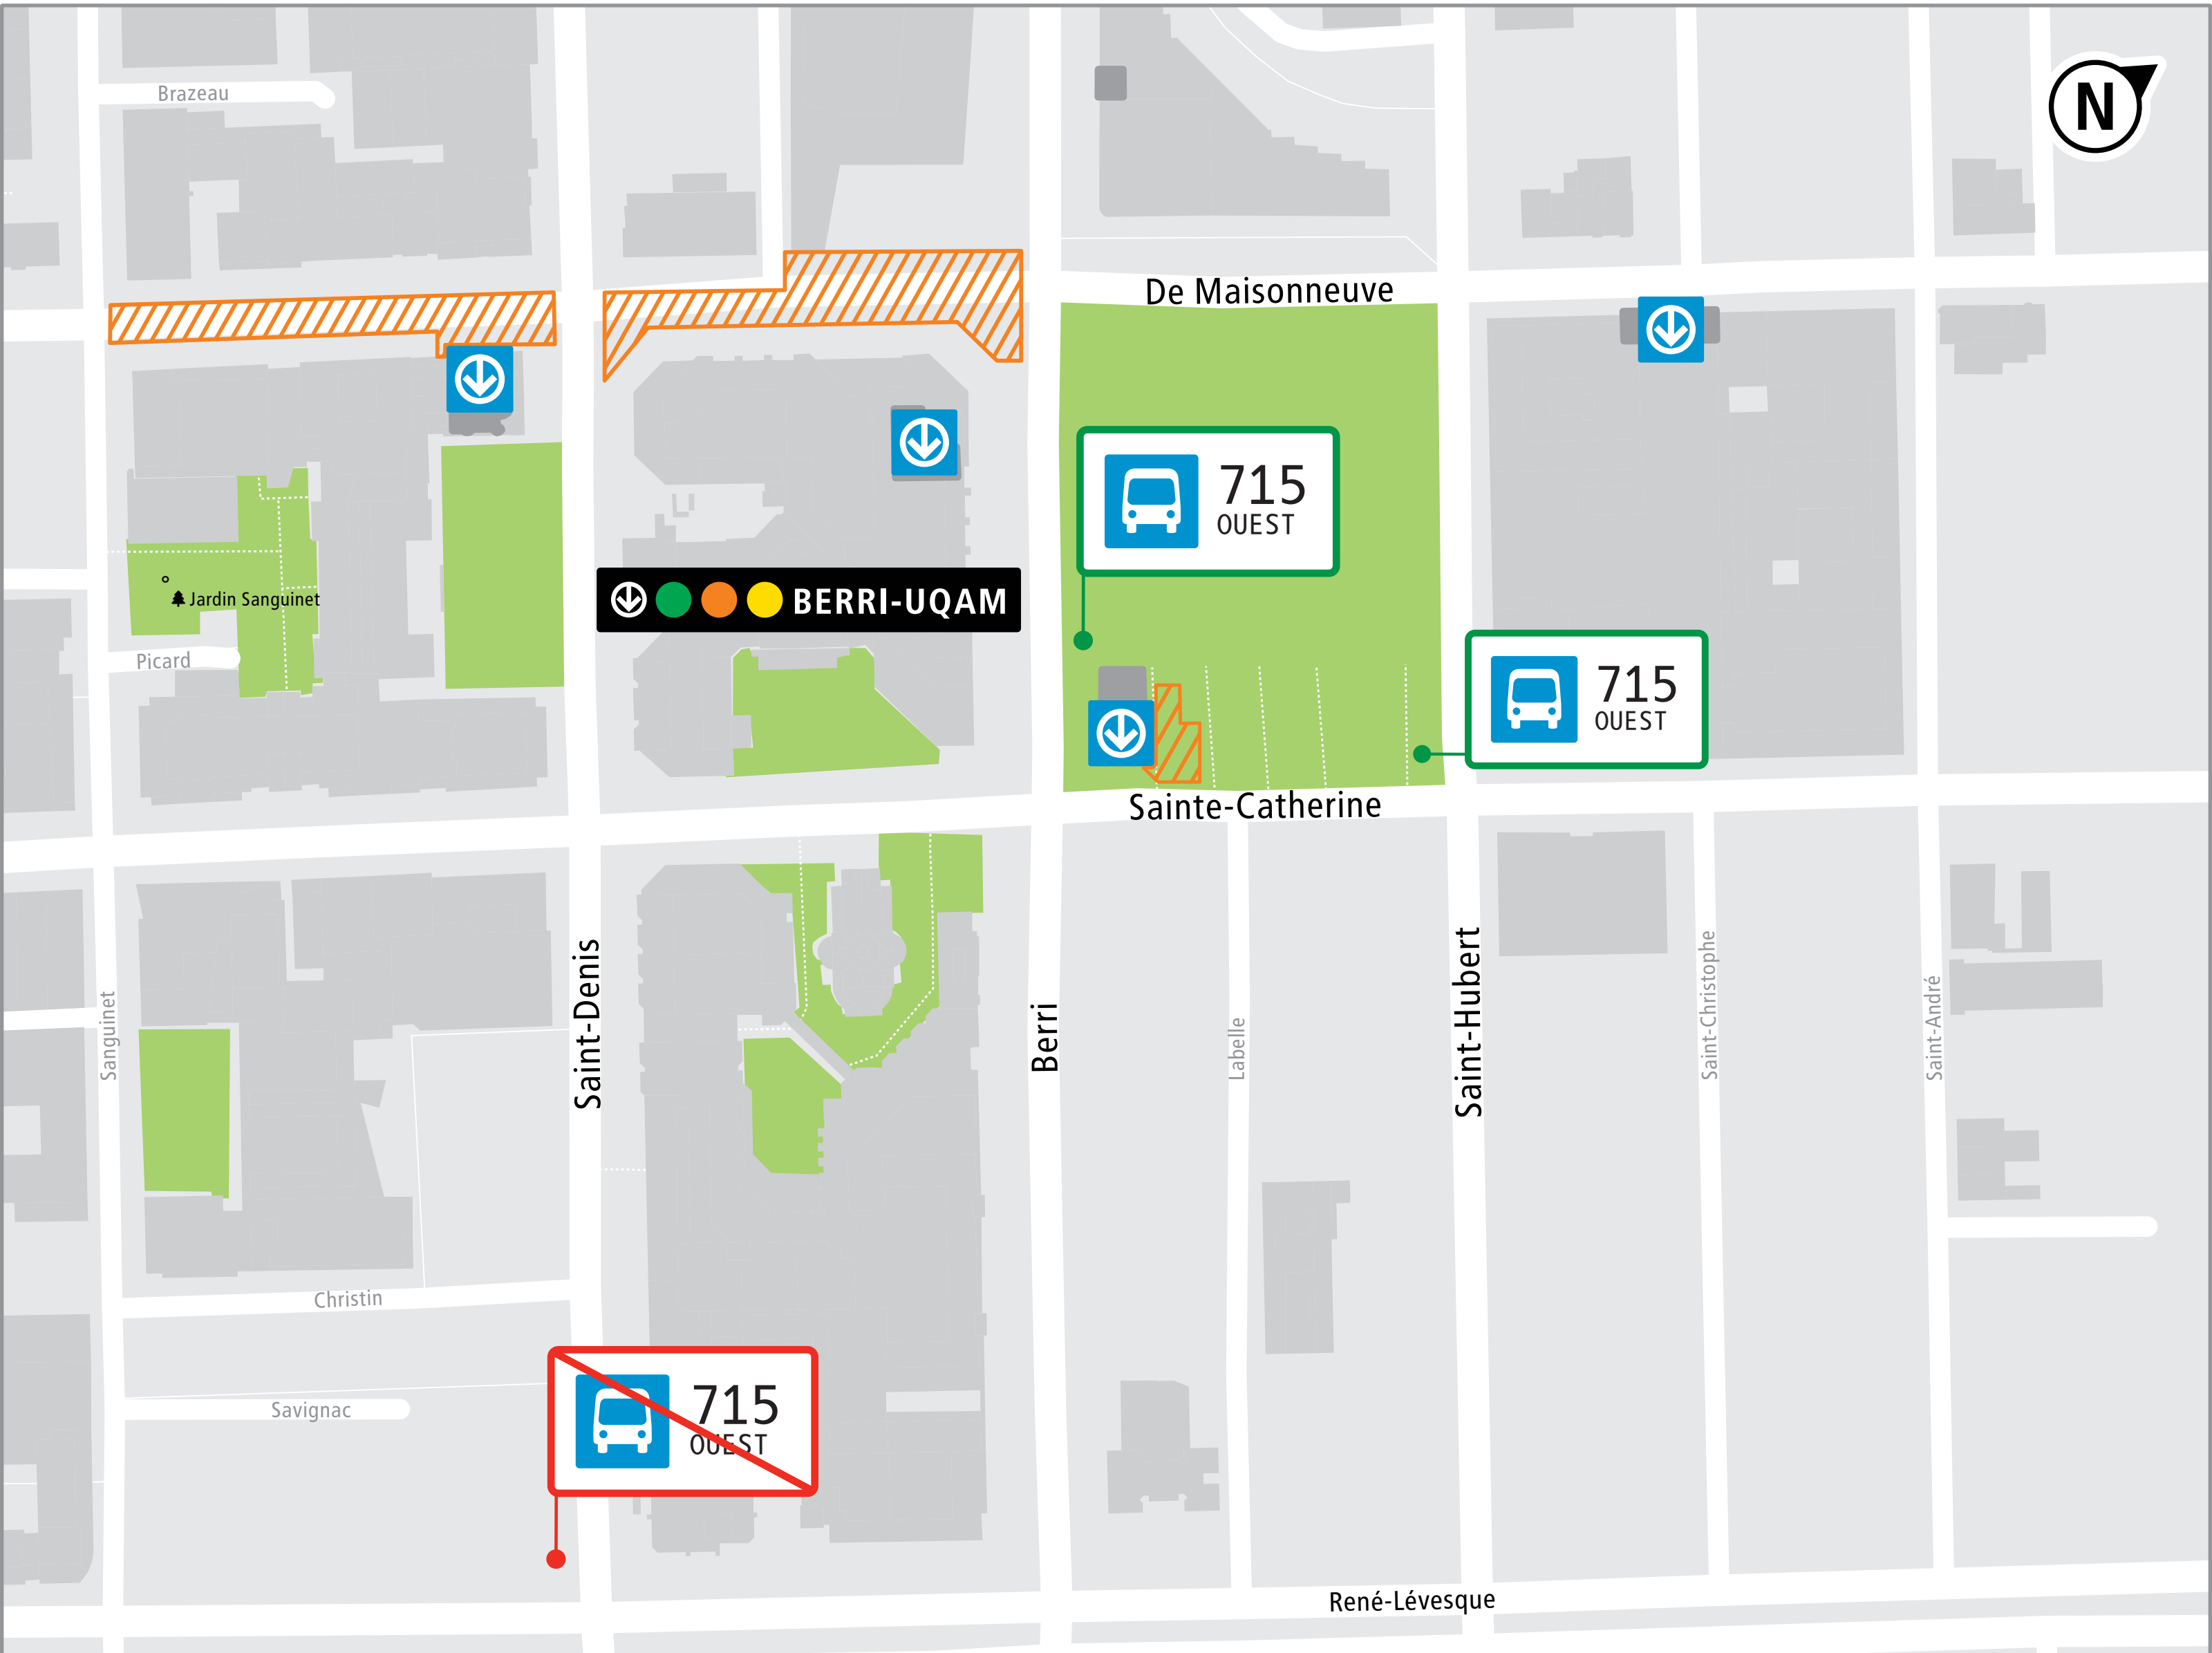 N
Brazeau
De Maisonneuve
715
OUEST
BERRI-UQAM
Jardin Sanguinet
Picard
715
OUEST
Sainte-Catherine
Sanguinet
Saint-Denis
Berri
Labelle
Saint-Hubert
Saint-Christophe
Saint-André
Christin
Savignac
715
OUEST
René-Lévesque